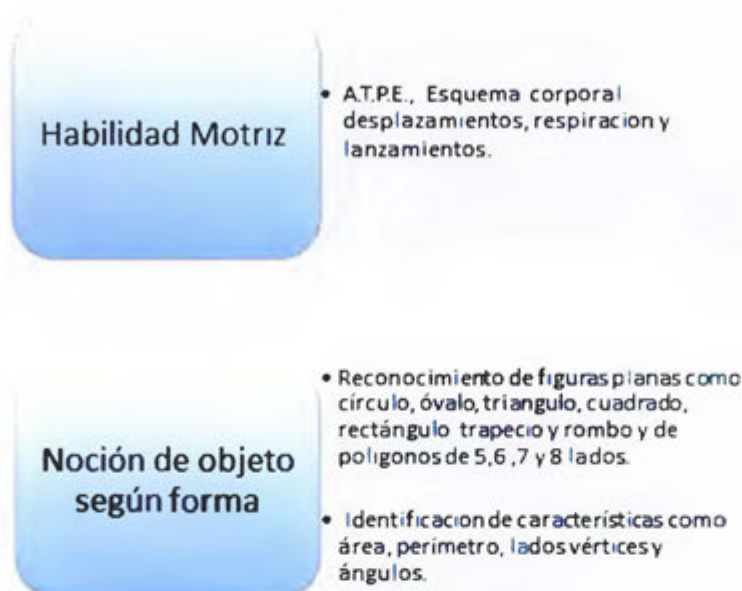 Habilidad Motriz
• A.T.P.E., Esquema corporal
desplazamientos, respiracion y
lanzamientos.
Noción de objeto
según forma
• Reconocimiento de figuras planas como
círculo, óvalo, triangulo, cuadrado,
rectángulo trapecio y rombo y de
poligonos de 5,6 ,7 y 8 lados.
• Identificacion de características como
área, perimetro, lados vértices y
ángulos.